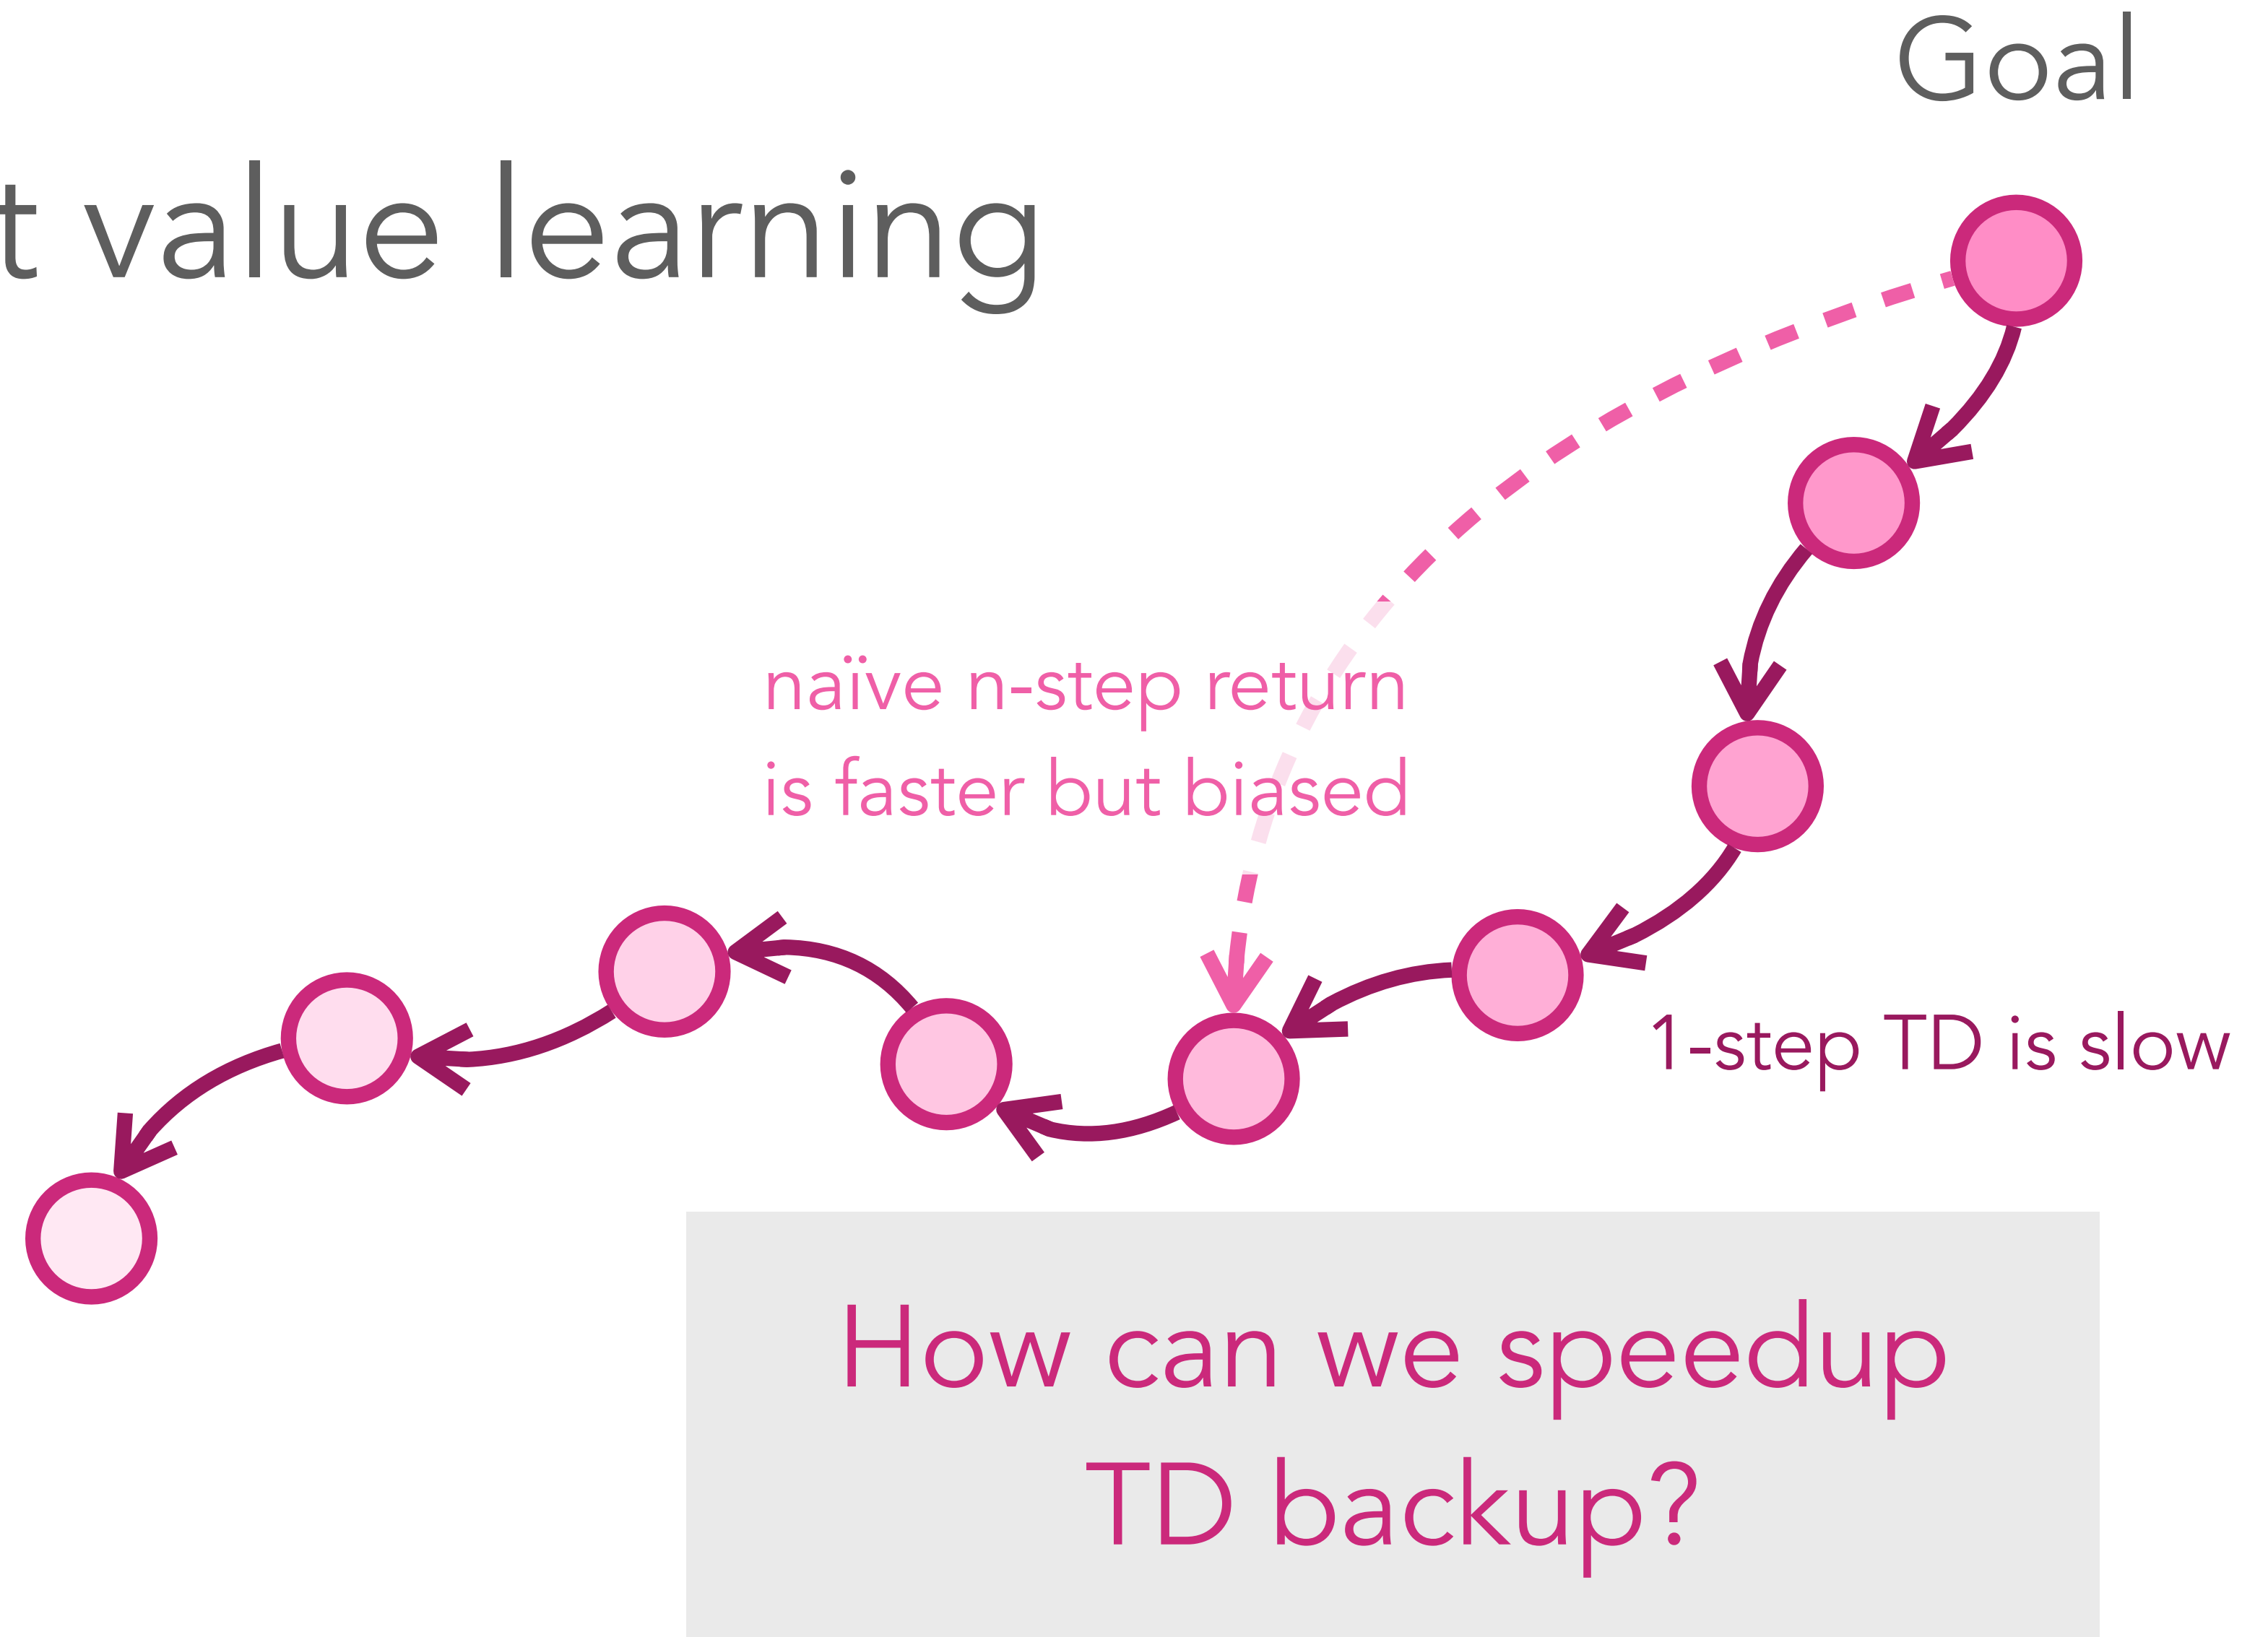 Goal
t value learning
naïve n-step return
is faster but biased
1-step TD is slow
How can we speedup
TD backup?